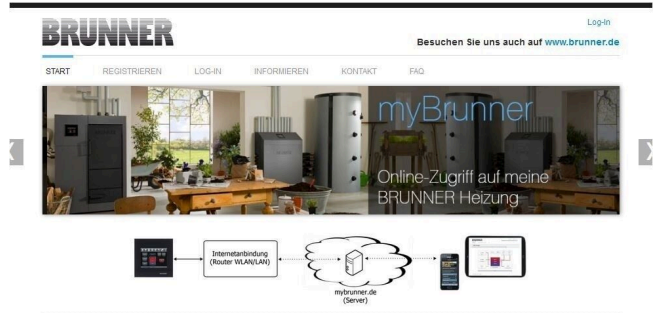 BRUNNER
Log-In
Besuchen Sie uns auch auf www.brunner.de
START REGISTRIEREN LOG-IN INFORMIEREN KONTAKT FAQ
myBrunner
Online-Zugriff auf meine
BRUNNER Heizung
Internetanbindung
(Router WLAN/LAN)
mybrunner.de
(Server)